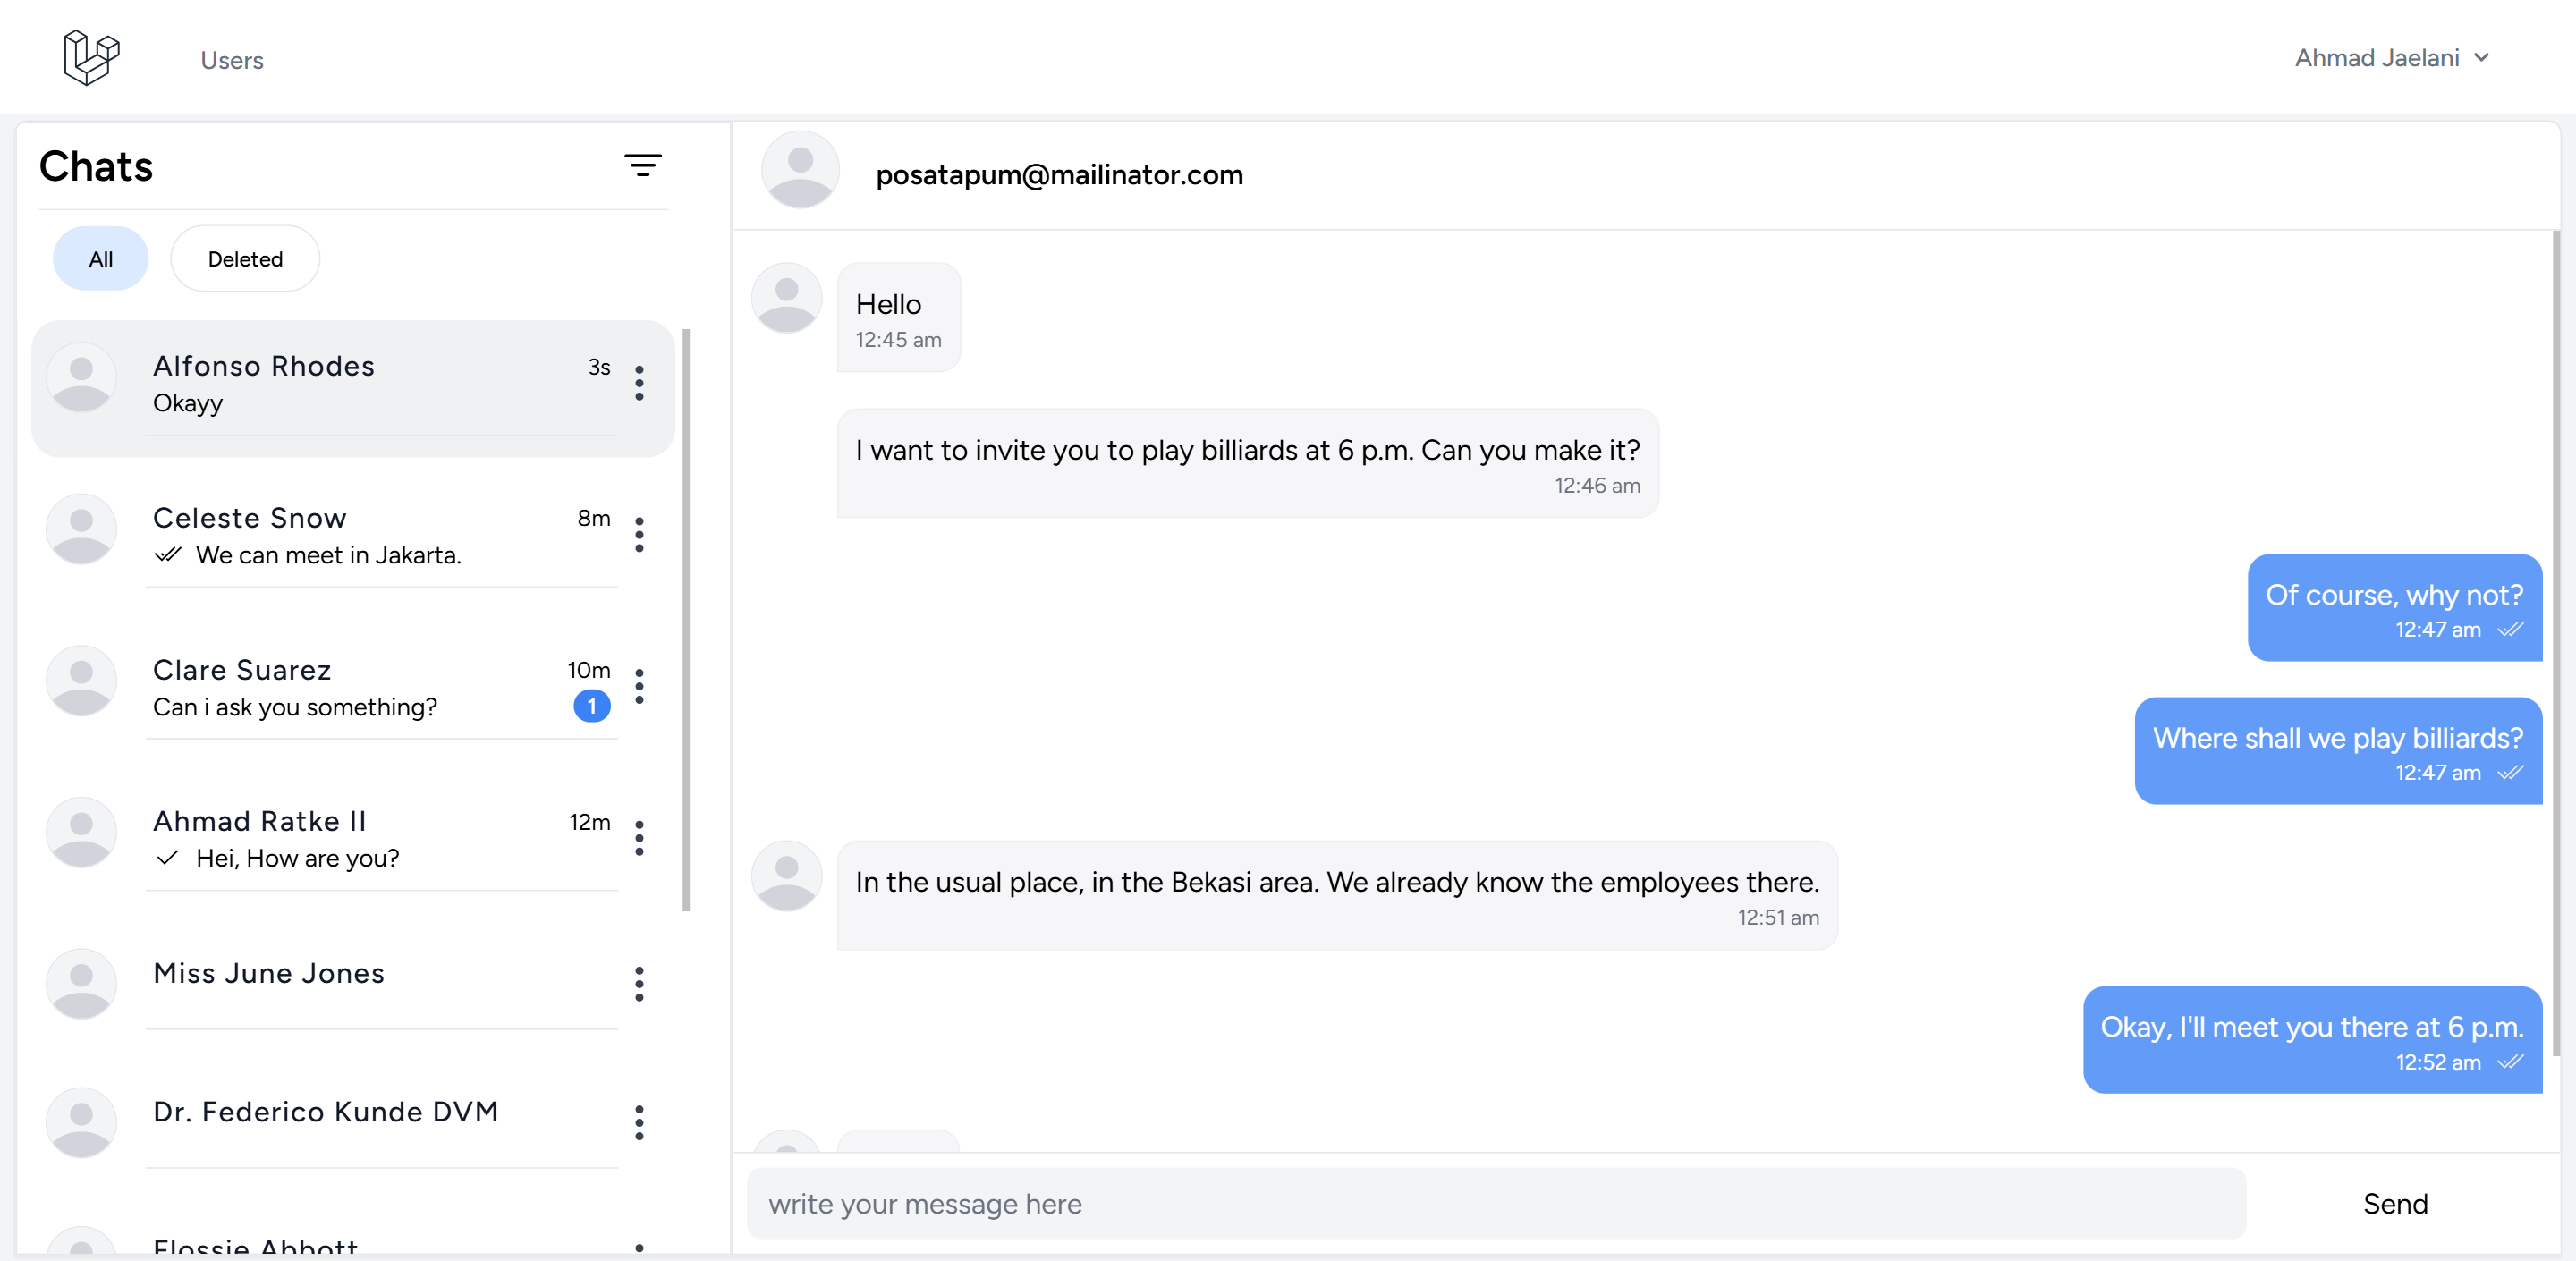 Users
Ahmad Jaelani
Chats
All
Deleted
Alfonso Rhodes
3s
Okayy
Celeste Snow
8m
We can meet in Jakarta.
Clare Suarez
10m
Can i ask you something?
1
Ahmad Ratke II
12m
Hei, How are you?
Miss June Jones
Dr. Federico Kunde DVM
Flossie Abbott
posatapum@mailinator.com
Hello
12:45 am
I want to invite you to play billiards at 6 p.m. Can you make it?
12:46 am
Of course, why not?
12:47 am
Where shall we play billiards?
12:47 am
In the usual place, in the Bekasi area. We already know the employees there.
12:51 am
Okay, I'll meet you there at 6 p.m.
12:52 am
write your message here
Send